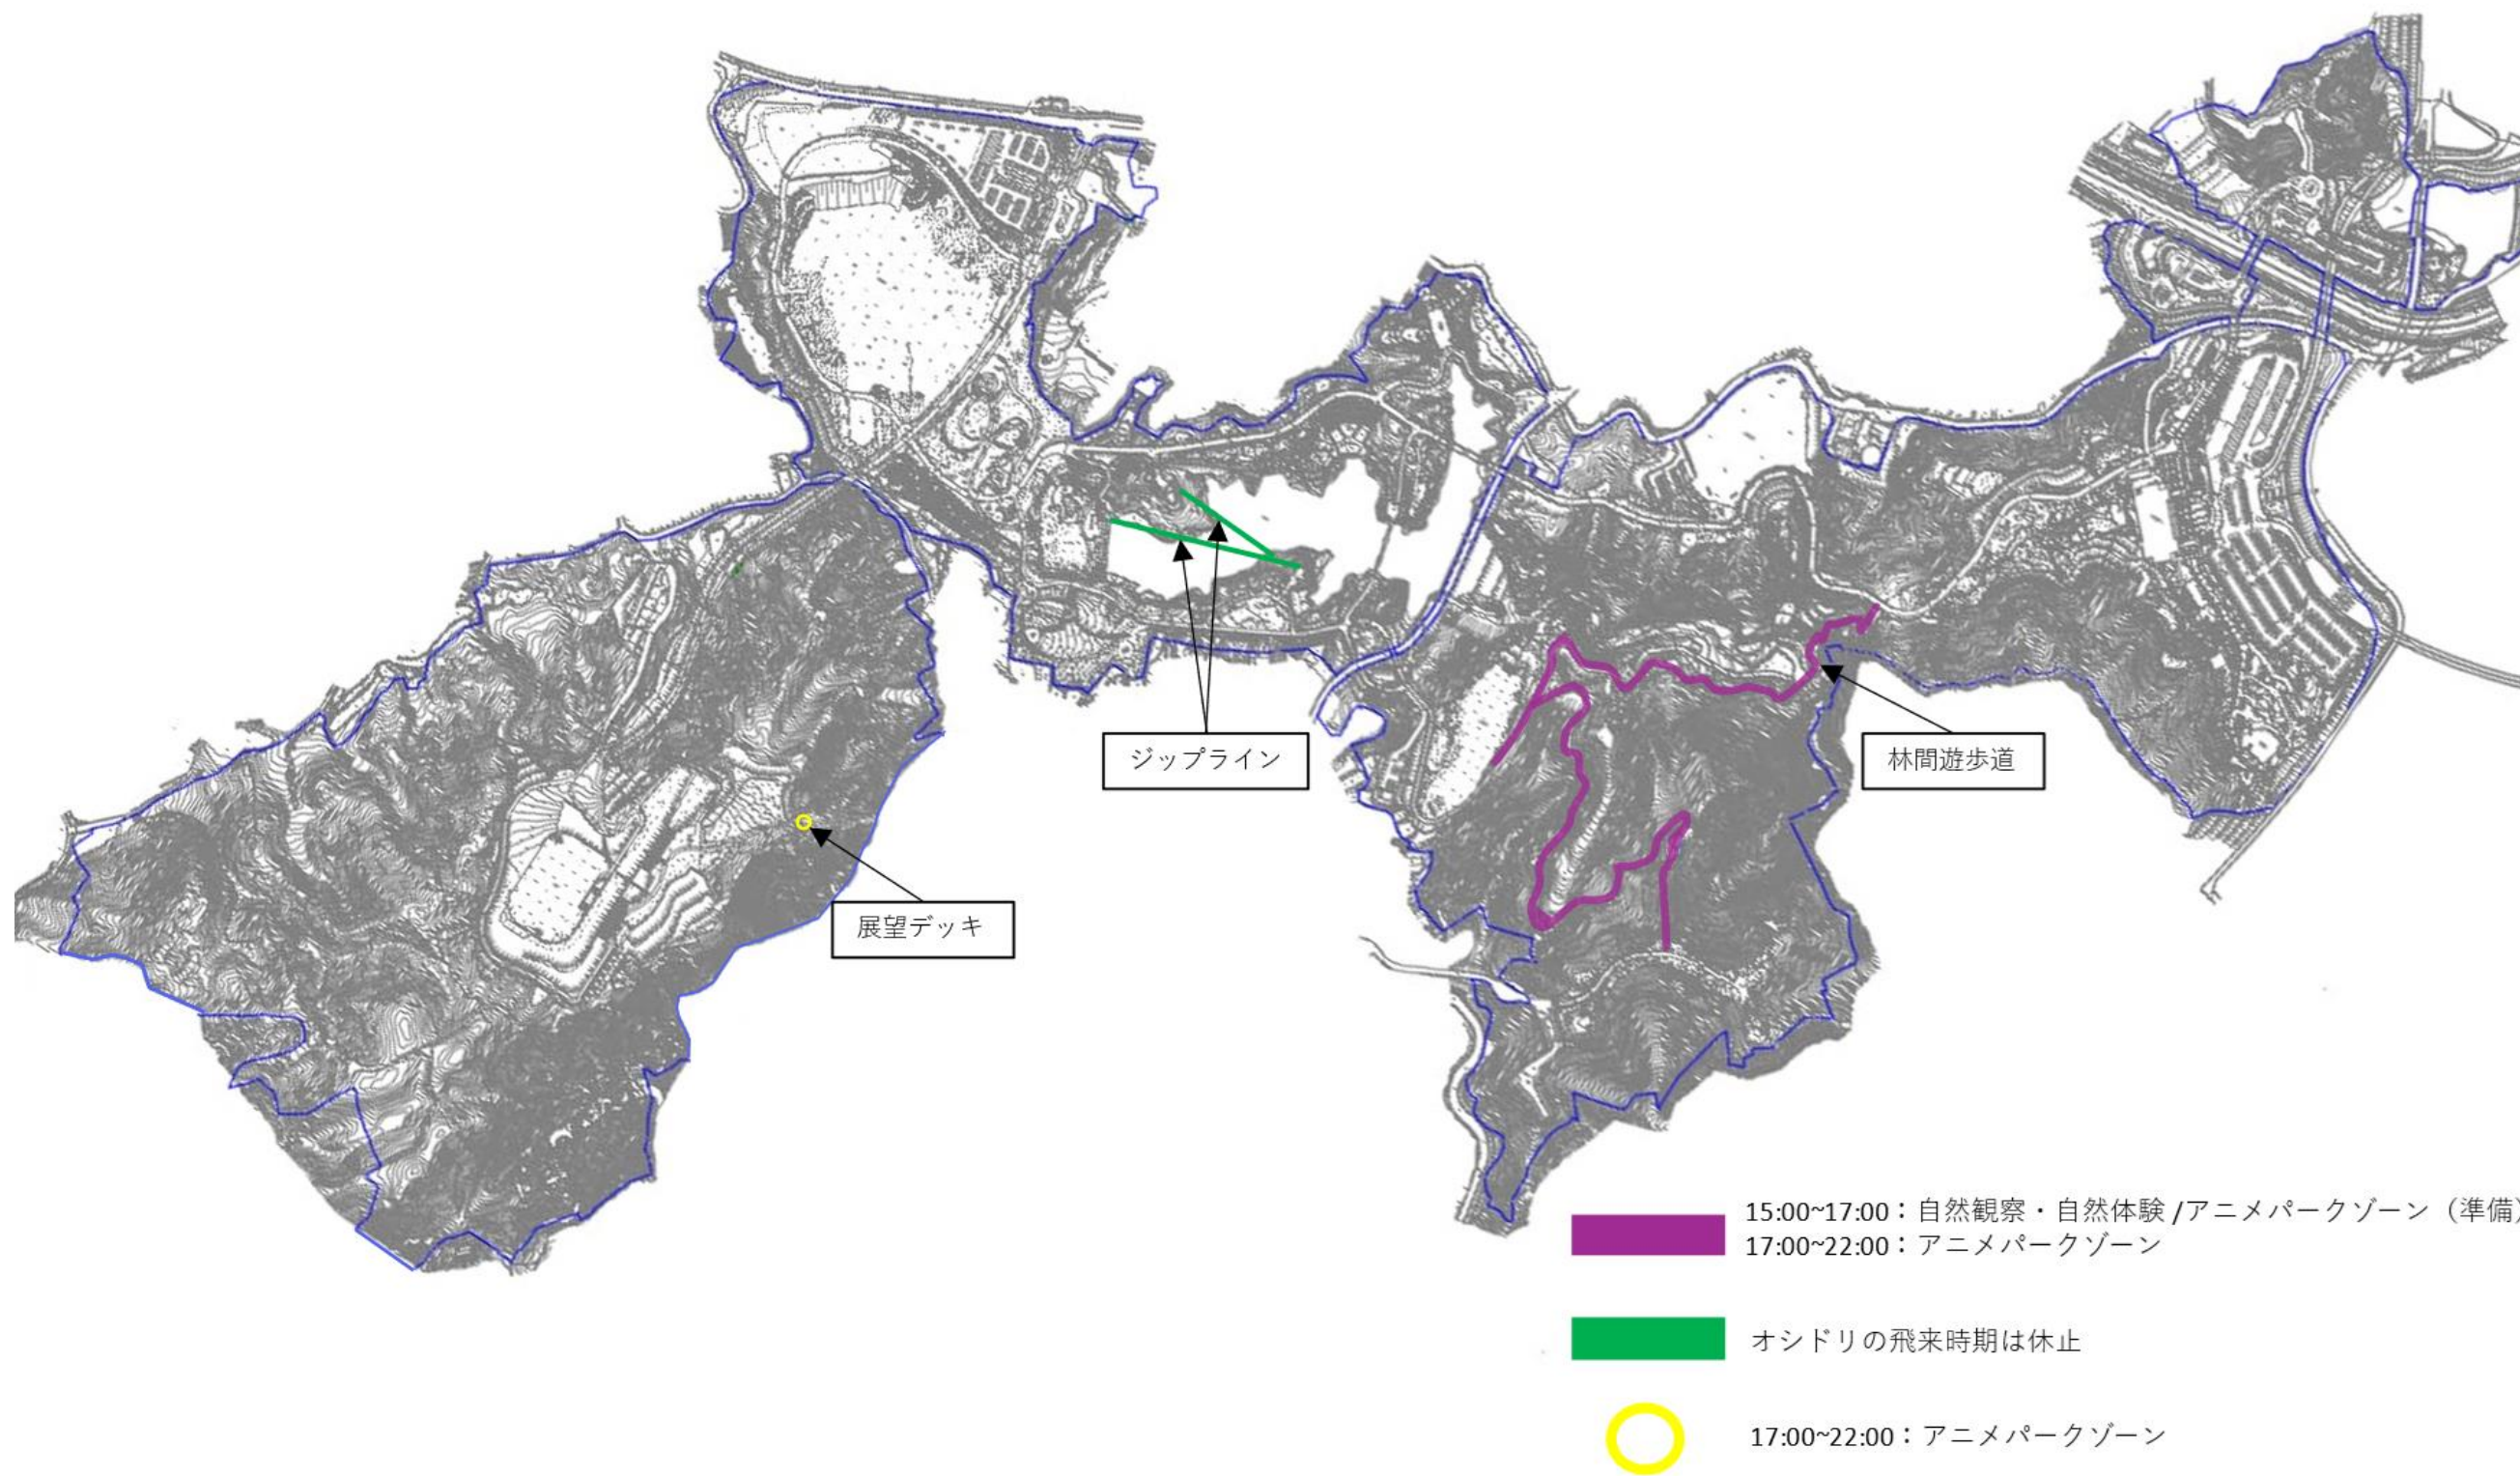 ジップライン
林間遊歩道
展望デッキ
15:00~17:00：自然観察・自然体験/アニメパークゾーン（準備）
17:00~22:00：アニメパークゾーン
オシドリの飛来時期は休止
17:00~22:00：アニメパークゾーン